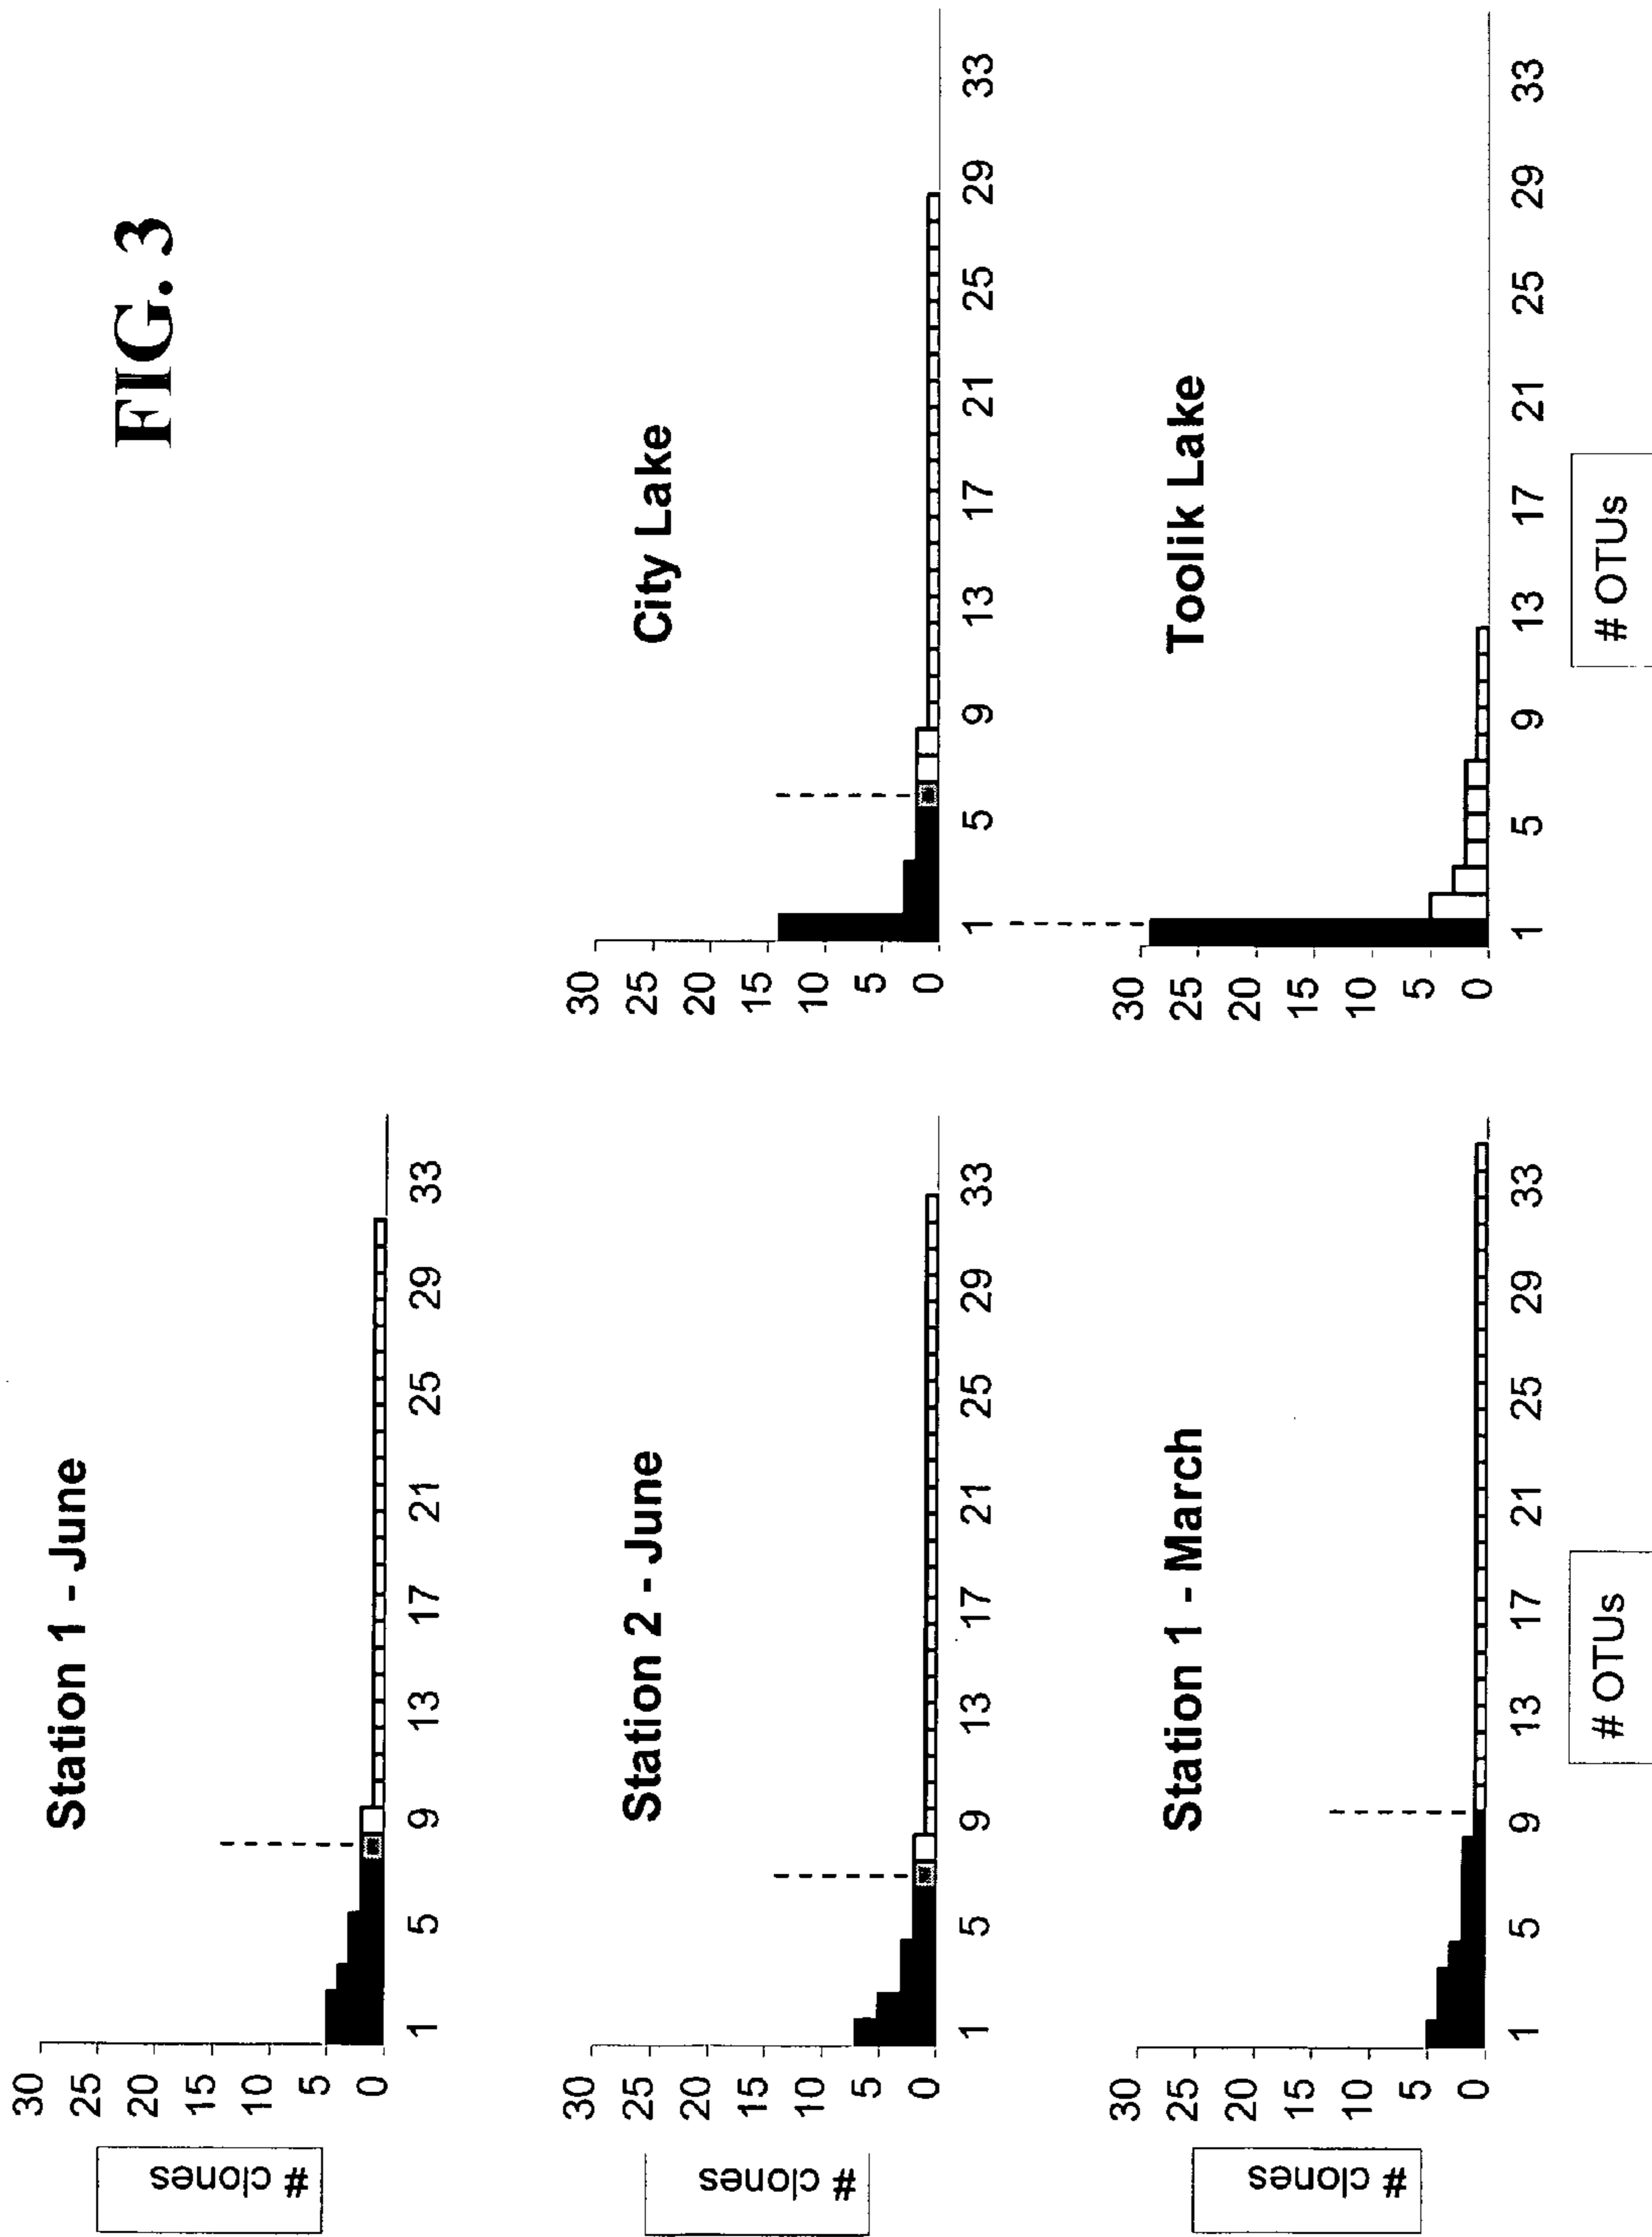 FIG. 3
Station 1 - June
# clones
30
25
20
15
10
5
0
1 5 9 13 17 21 25 29 33
Station 2 - June
# clones
30
25
20
15
10
5
0
1 5 9 13 17 21 25 29 33
City Lake
30
25
20
15
10
5
0
1 5 9 13 17 21 25 29 33
Station 1 - March
# clones
30
25
20
15
10
5
0
1 5 9 13 17 21 25 29 33
# OTUs
Toolik Lake
30
25
20
15
10
5
0
1 5 9 13 17 21 25 29 33
# OTUs